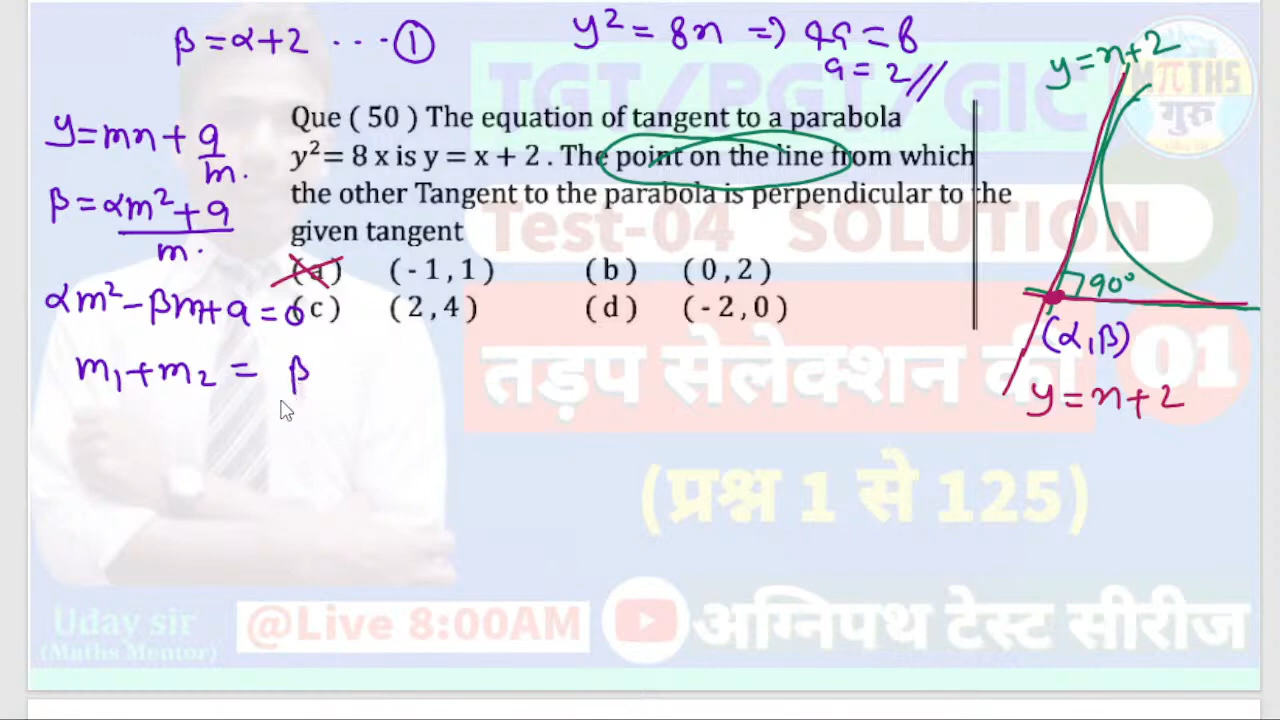 β = α + 2 ... ①
y² = 8x ⇒ 4a = 8
a = 2 //
y = x + 2
MπTHS
गुरु
TGT/PGT/GIC
Que ( 50 ) The equation of tangent to a parabola
y² = 8 x is y = x + 2 . The point on the line from which
the other Tangent to the parabola is perpendicular to the
given tangent
(a) ( - 1 , 1 ) (b) ( 0 , 2 )
(c) ( 2 , 4 ) (d) ( - 2 , 0 )
Test-04 SOLUTION
y = mx + a/m.
β = αm² + a / m.
αm² - βm + a = 0
m₁ + m₂ = β
90°
(α, β)
y = x + 2
तड़प सेलेक्शन की 01
(प्रश्न 1 से 125)
Uday sir
(Maths Mentor)
@Live 8:00AM
अग्निपथ टेस्ट सीरीज